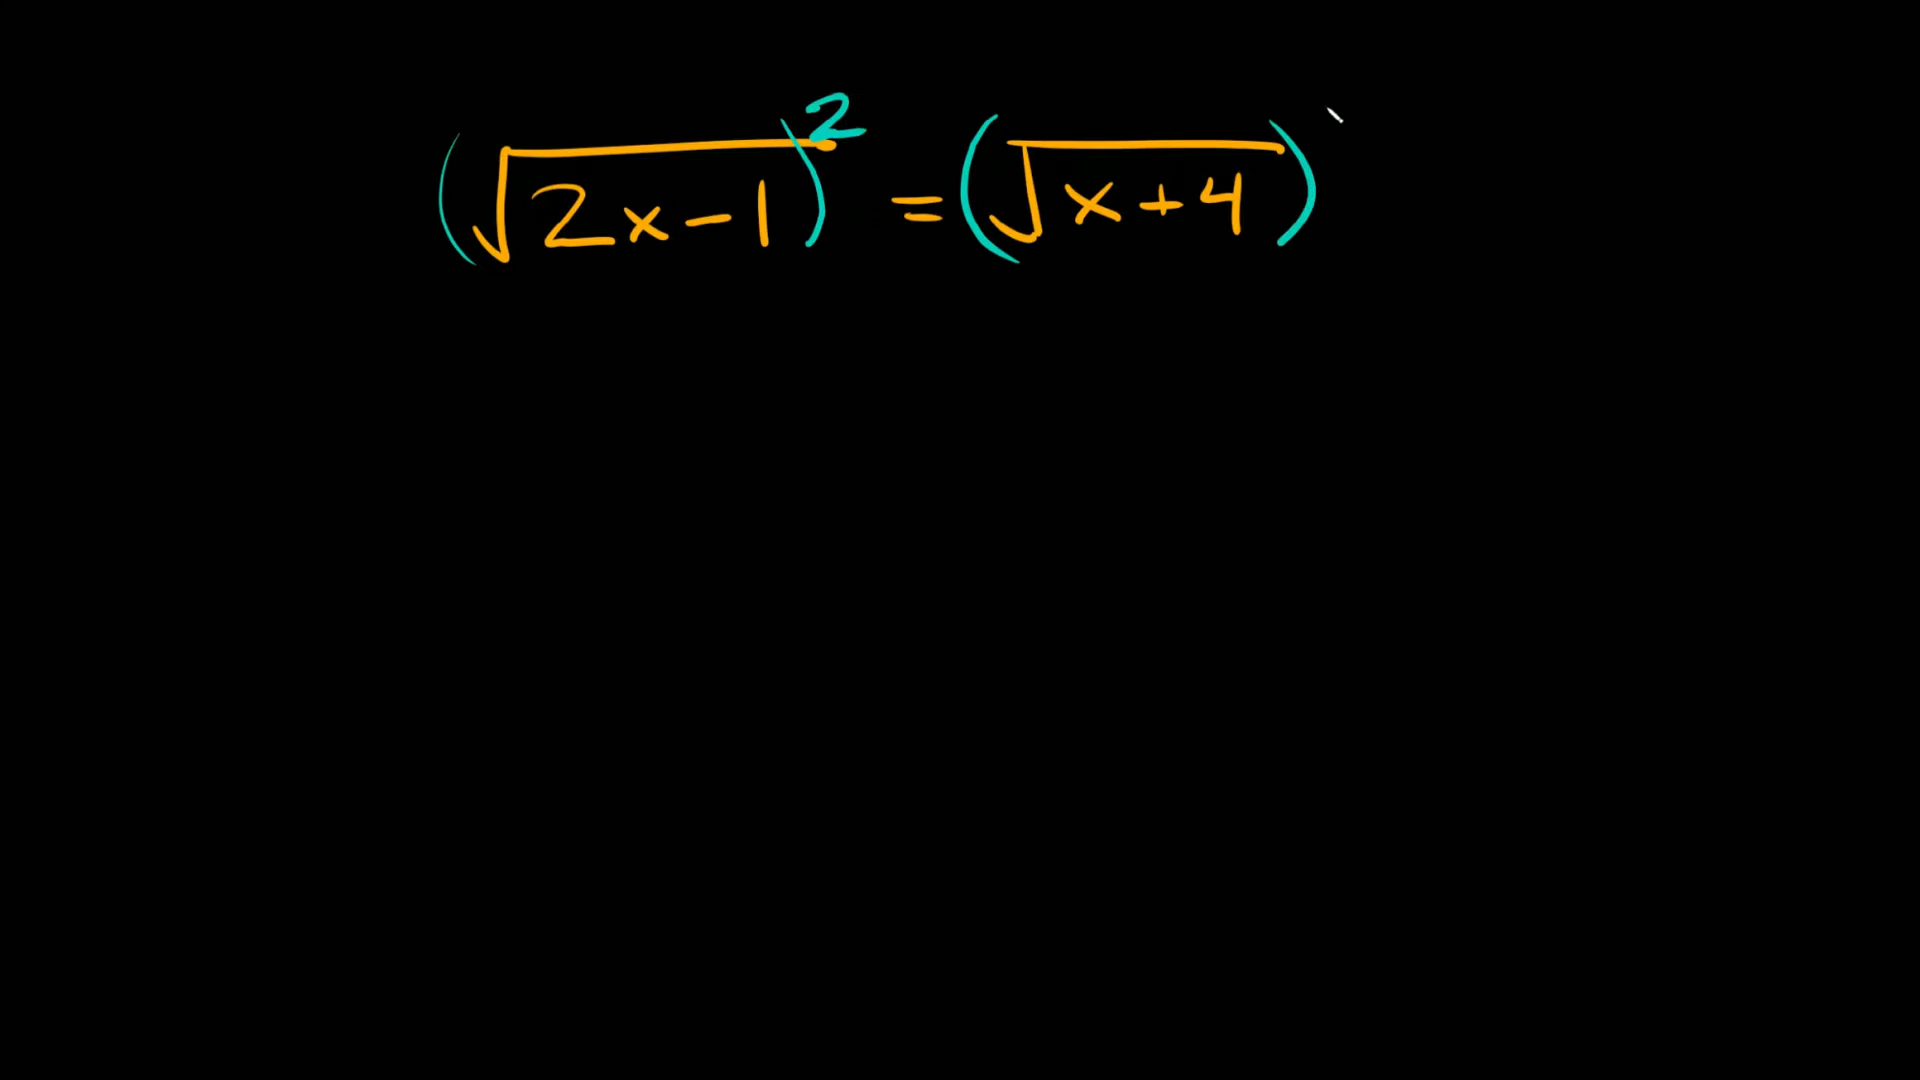 (√2x-1)² = (√x+4)